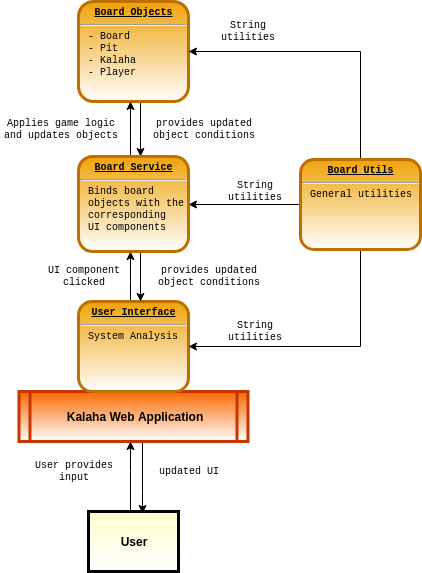 Board Objects
- Board
- Pit
- Kalaha
- Player
String
utilities
Applies game logic
and updates objects
provides updated
object conditions
Board Service
Binds board
objects with the
corresponding
UI components
String
utilities
Board Utils
General utilities
UI component
clicked
provides updated
object conditions
User Interface
System Analysis
String
utilities
Kalaha Web Application
User provides
input
updated UI
User